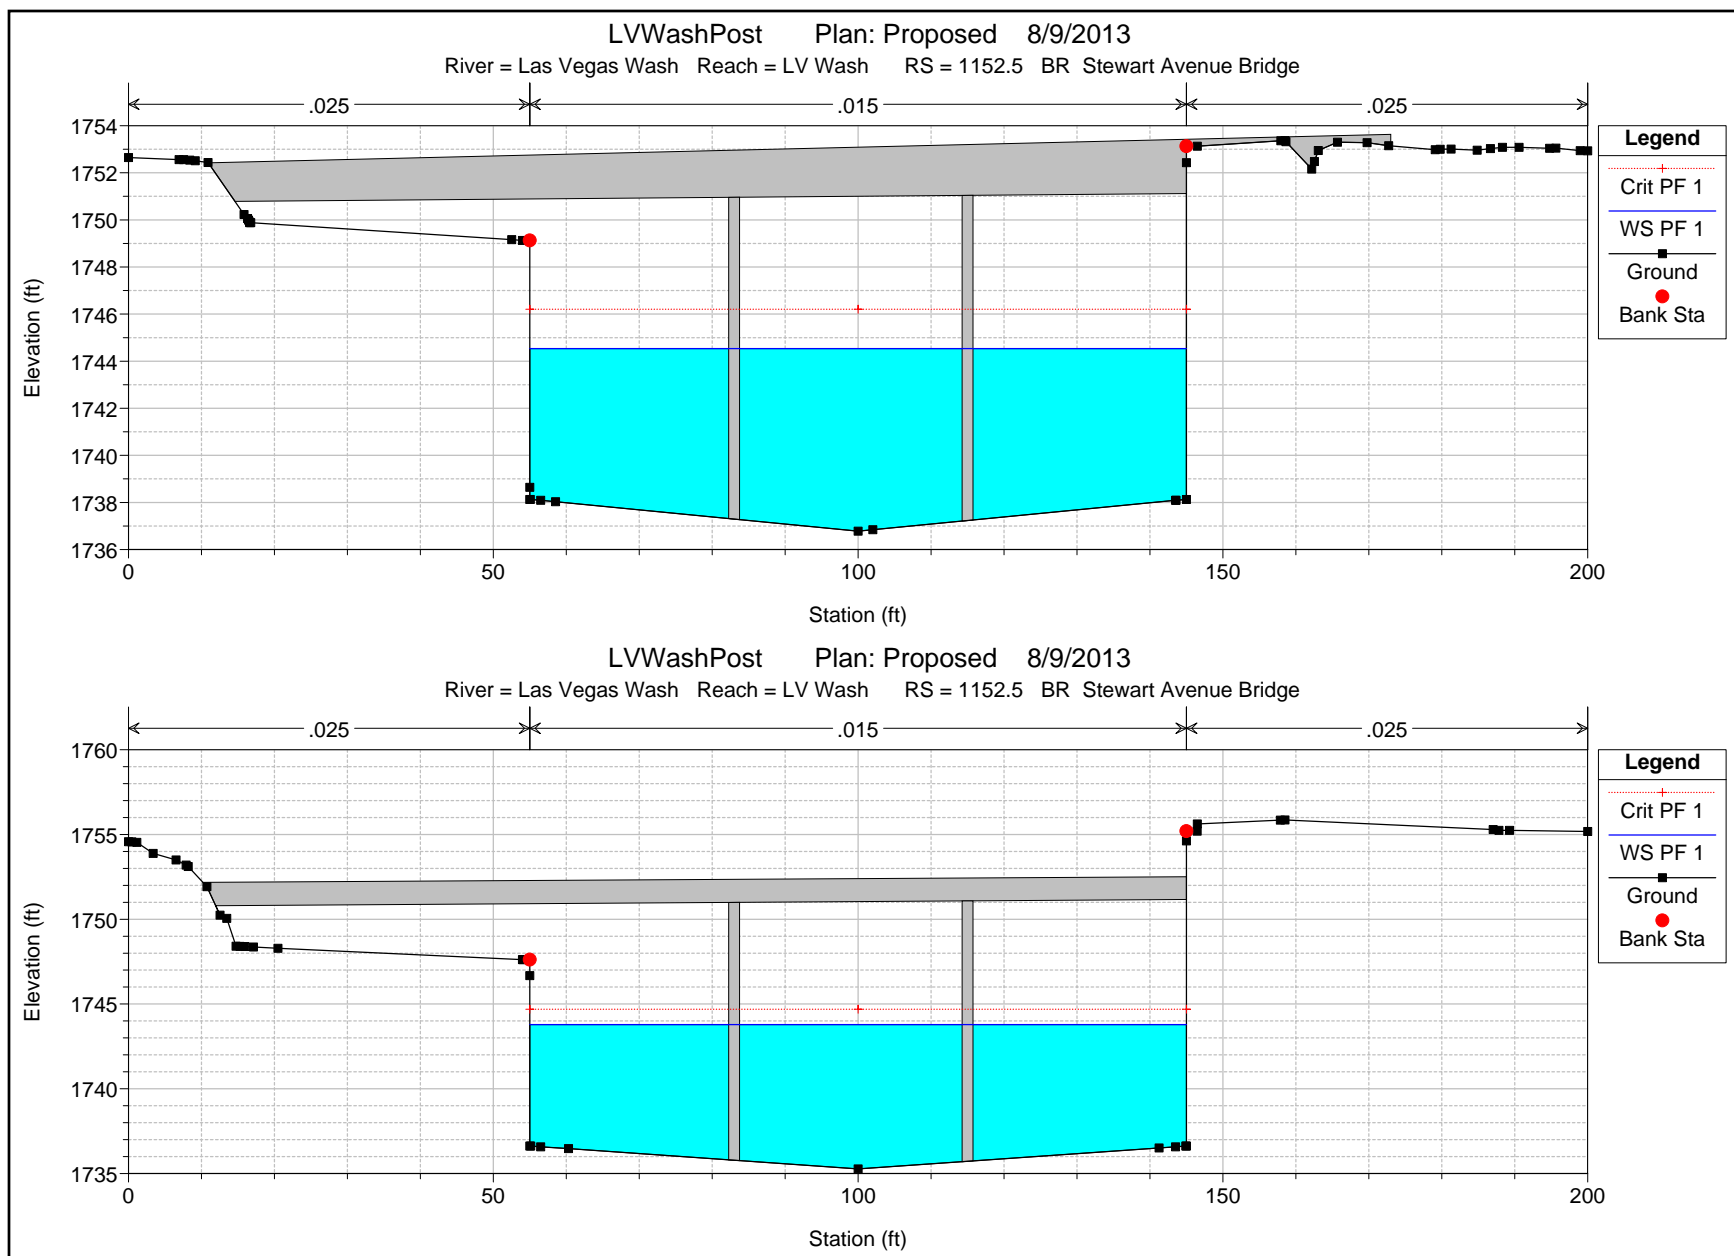 LVWashPost Plan: Proposed 8/9/2013
River = Las Vegas Wash Reach = LV Wash RS = 1152.5 BR Stewart Avenue Bridge
.025 .015 .025
1754
1752
1750
1748
1746
1744
1742
1740
1738
1736
Elevation (ft)
0 50 100 150 200
Station (ft)
Legend
Crit PF 1
WS PF 1
Ground
Bank Sta
LVWashPost Plan: Proposed 8/9/2013
River = Las Vegas Wash Reach = LV Wash RS = 1152.5 BR Stewart Avenue Bridge
.025 .015 .025
1760
1755
1750
1745
1740
1735
Elevation (ft)
0 50 100 150 200
Station (ft)
Legend
Crit PF 1
WS PF 1
Ground
Bank Sta